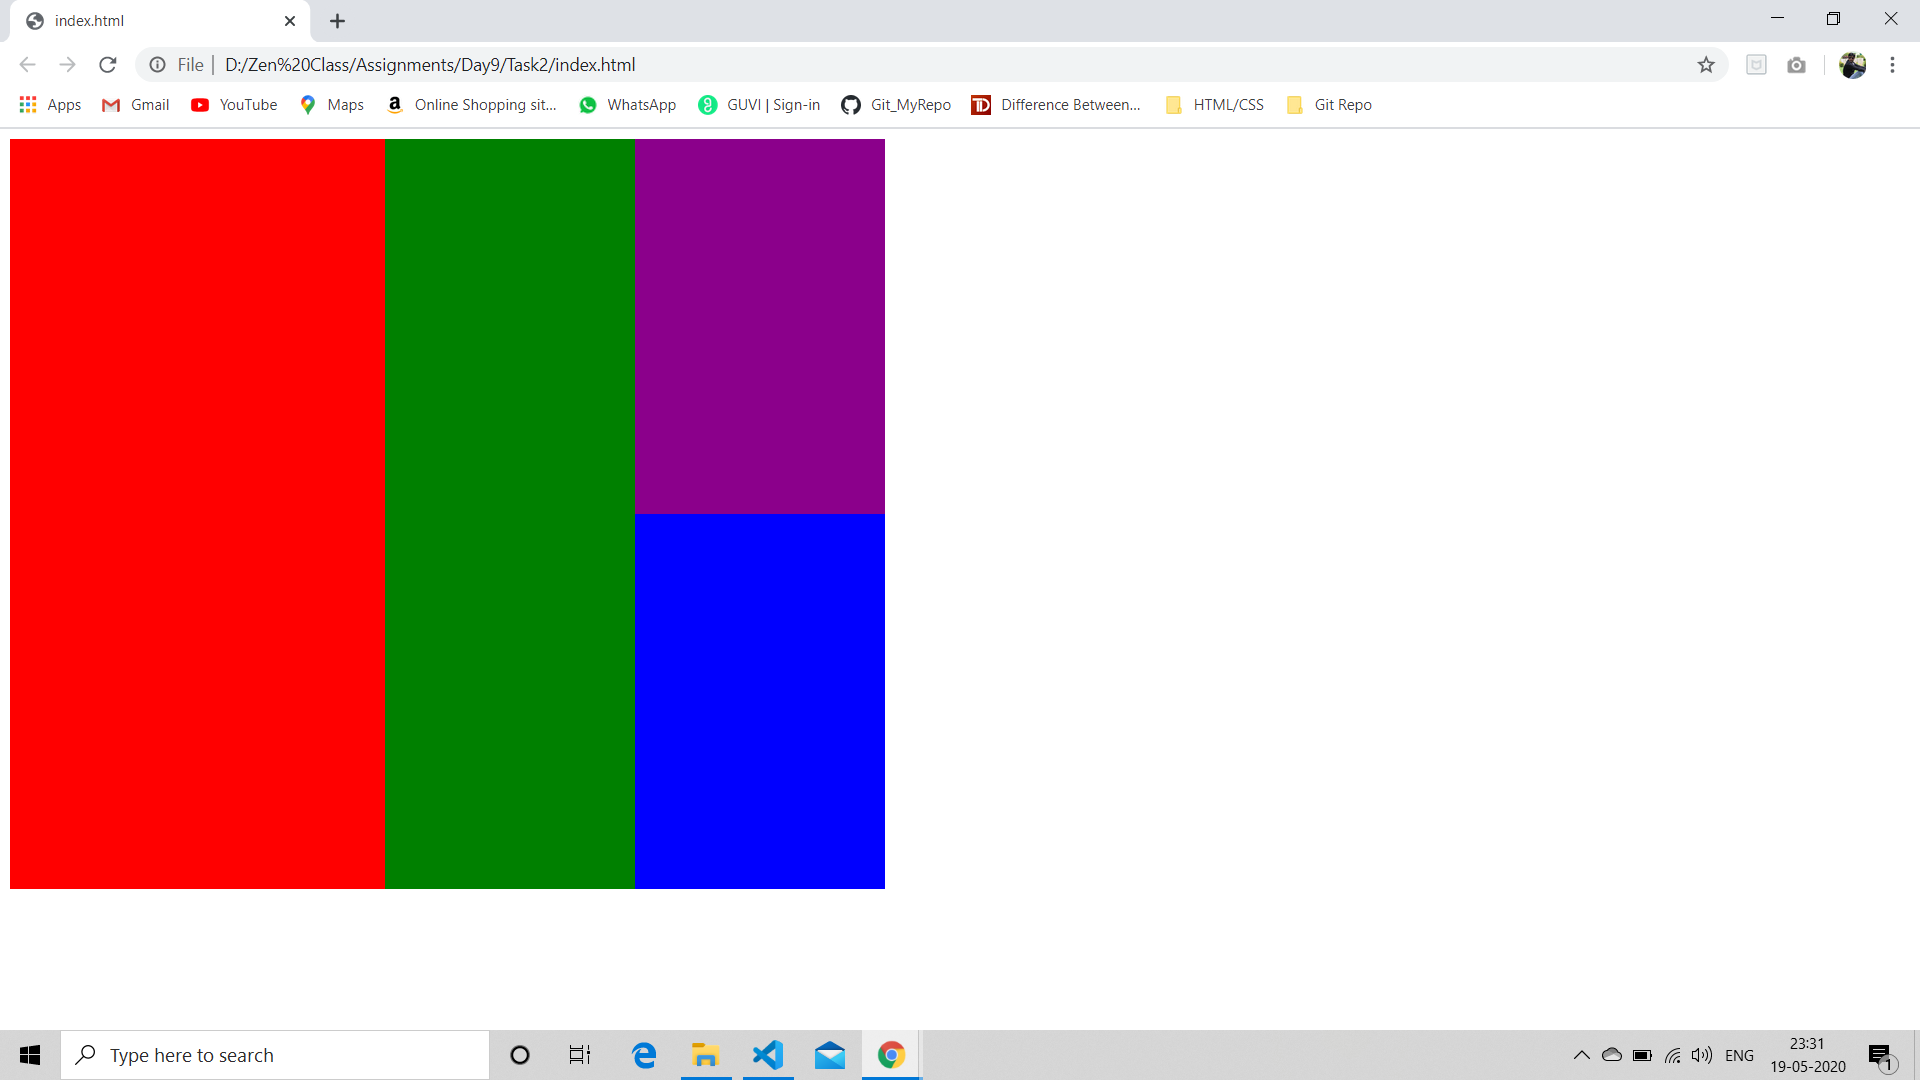 index.html
File | D:/Zen%20Class/Assignments/Day9/Task2/index.html
Apps Gmail YouTube Maps Online Shopping sit... WhatsApp GUVI | Sign-in Git_MyRepo TD Difference Between... HTML/CSS Git Repo
Type here to search
ENG
23:31
19-05-2020
1